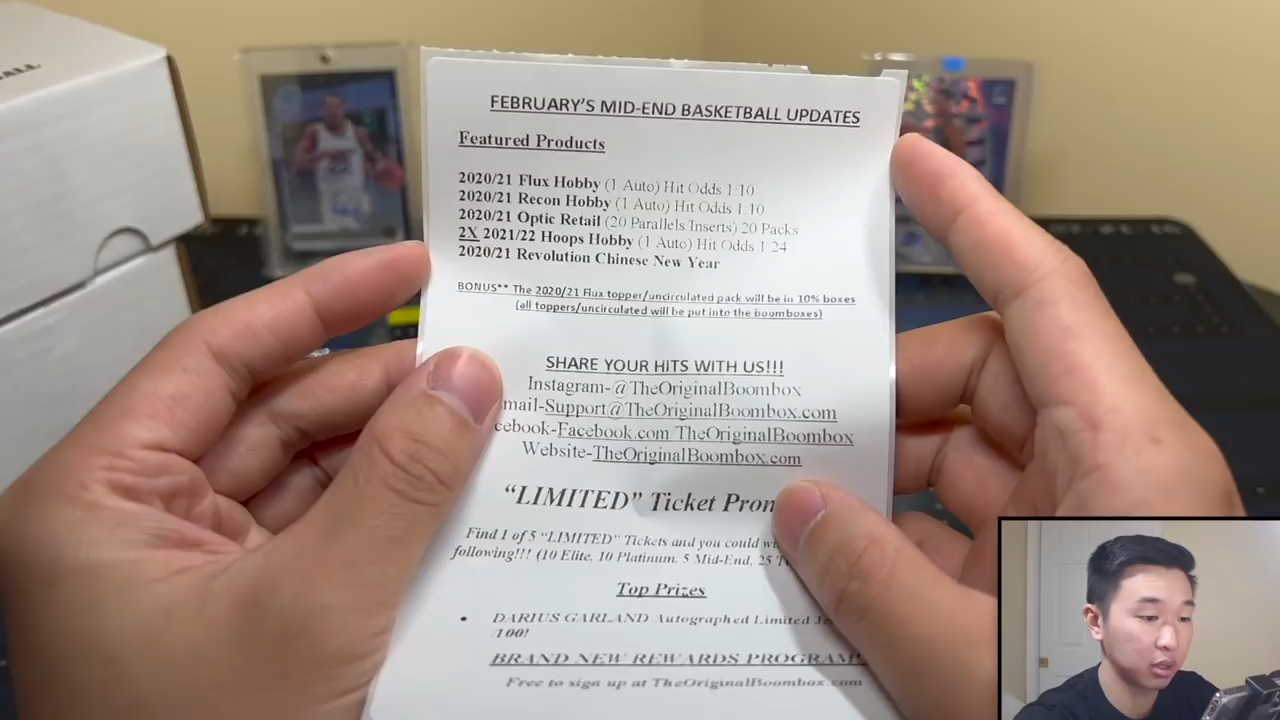 ALL
FEBRUARY'S MID-END BASKETBALL UPDATES
Featured Products
2020/21 Flux Hobby (1 Auto) Hit Odds 1:10
2020/21 Recon Hobby (1 Auto) Hit Odds 1:10
2020/21 Optic Retail (20 Parallels/Inserts) 20 Packs
2X 2021/22 Hoops Hobby (1 Auto) Hit Odds 1:24
2020/21 Revolution Chinese New Year
BONUS** The 2020/21 Flux topper/uncirculated pack will be in 10% boxes
(all toppers/uncirculated will be put into the boomboxes)
SHARE YOUR HITS WITH US!!!
Instagram-@TheOriginalBoombox
mail-Support@TheOriginalBoombox.com
cebook-Facebook.com/TheOriginalBoombox
Website-TheOriginalBoombox.com
“LIMITED” Ticket Prom
Find 1 of 5 “LIMITED” Tickets and you could wi
following!!! (10 Elite, 10 Platinum, 5 Mid-End, 25 T
Top Prizes
• DARIUS GARLAND Autographed Limited Je
/100!
BRAND NEW REWARDS PROGRAM!
Free to sign up at TheOriginalBoombox.com